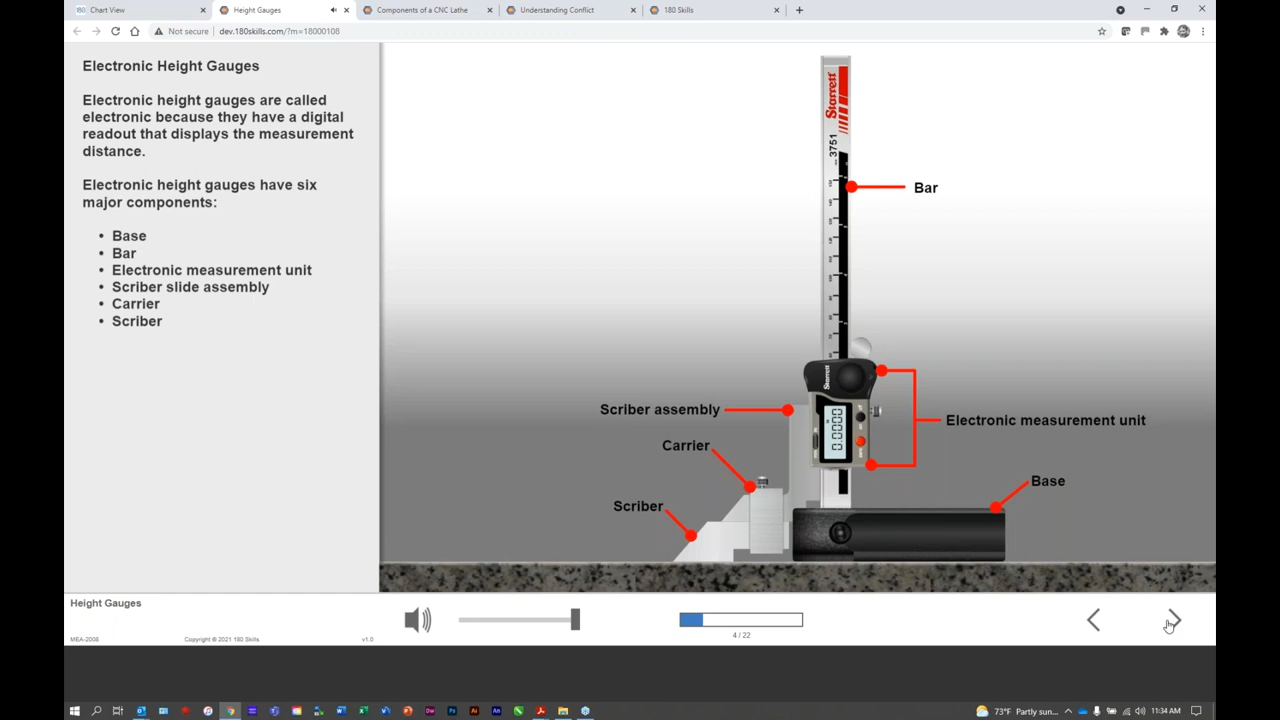 Chart View
Height Gauges
Components of a CNC Lathe
Understanding Conflict
180 Skills
Not secure
dev.180skills.com/?m=18000108
Electronic Height Gauges
Electronic height gauges are called
electronic because they have a digital
readout that displays the measurement
distance.
Electronic height gauges have six
major components:
• Base
• Bar
• Electronic measurement unit
• Scriber slide assembly
• Carrier
• Scriber
Starrett
3751
Bar
Starrett
0.0000
Scriber assembly
Carrier
Scriber
Electronic measurement unit
Base
Height Gauges
MEA-2008
Copyright © 2021 180 Skills
v1.0
4 / 22
73°F Partly sun...
11:34 AM